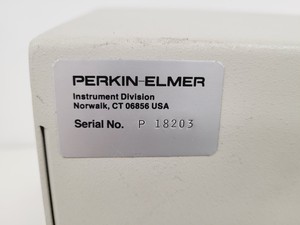 PERKIN-ELMER
Instrument Division
Norwalk, CT 06856 USA
Serial No. P 18203